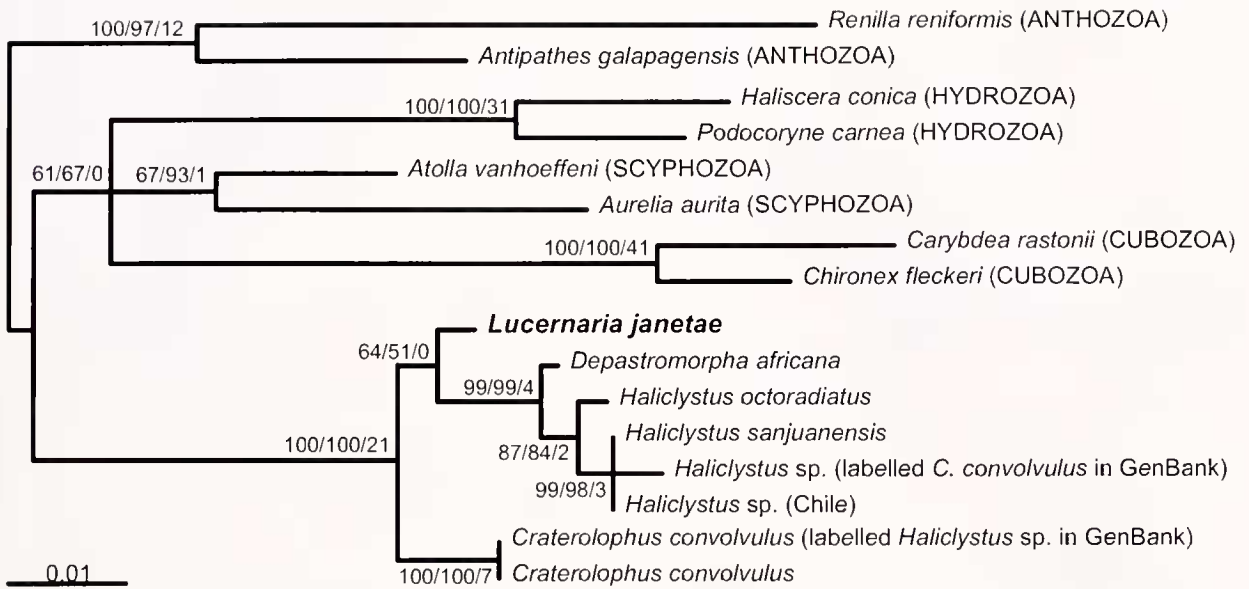 Renilla reniformis (ANTHOZOA)
100/97/12
Antipathes galapagensis (ANTHOZOA)
Haliscera conica (HYDROZOA)
100/100/31
Podocoryne carnea (HYDROZOA)
Atolla vanhoeffeni (SCYPHOZOA)
61/67/0
67/93/1
Aurelia aurita (SCYPHOZOA)
Carybdea rastonii (CUBOZOA)
100/100/41
Chironex fleckeri (CUBOZOA)
Lucernaria janetae
64/51/0
Depastromorpha africana
99/99/4
Haliclystus octoradiatus
Haliclystus sanjuanensis
100/100/21
87/84/2
Haliclystus sp. (labelled C. convolvulus in GenBank)
99/98/3
Haliclystus sp. (Chile)
Craterolophus convolvulus (labelled Haliclystus sp. in GenBank)
0.01
100/100/7
Craterolophus convolvulus